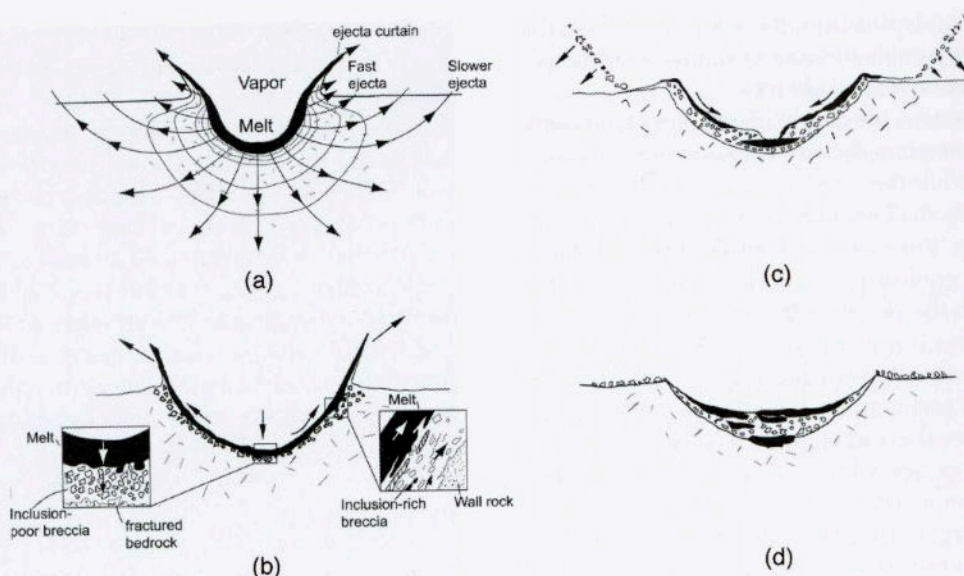 ejecta curtain
Vapor
Fast
ejecta
Slower
ejecta
Melt
(a)
(c)
Melt
Inclusion-
poor breccia
fractured
bedrock
Melt
Inclusion-rich
breccia
Wall rock
(b)
(d)